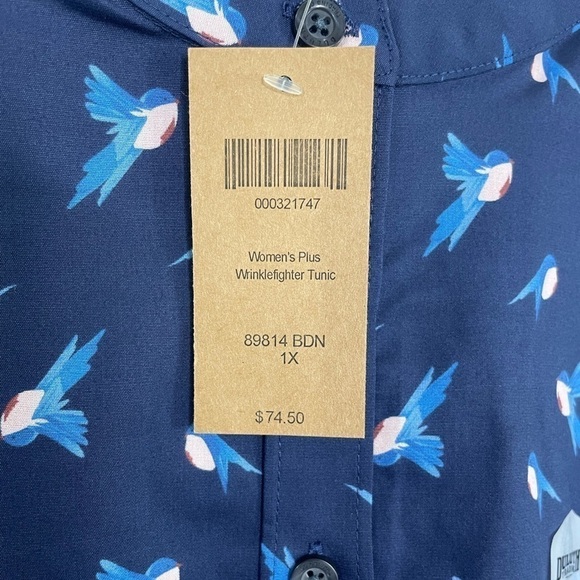 000321747
Women's Plus
Wrinklefighter Tunic
89814 BDN
1X
$74.50